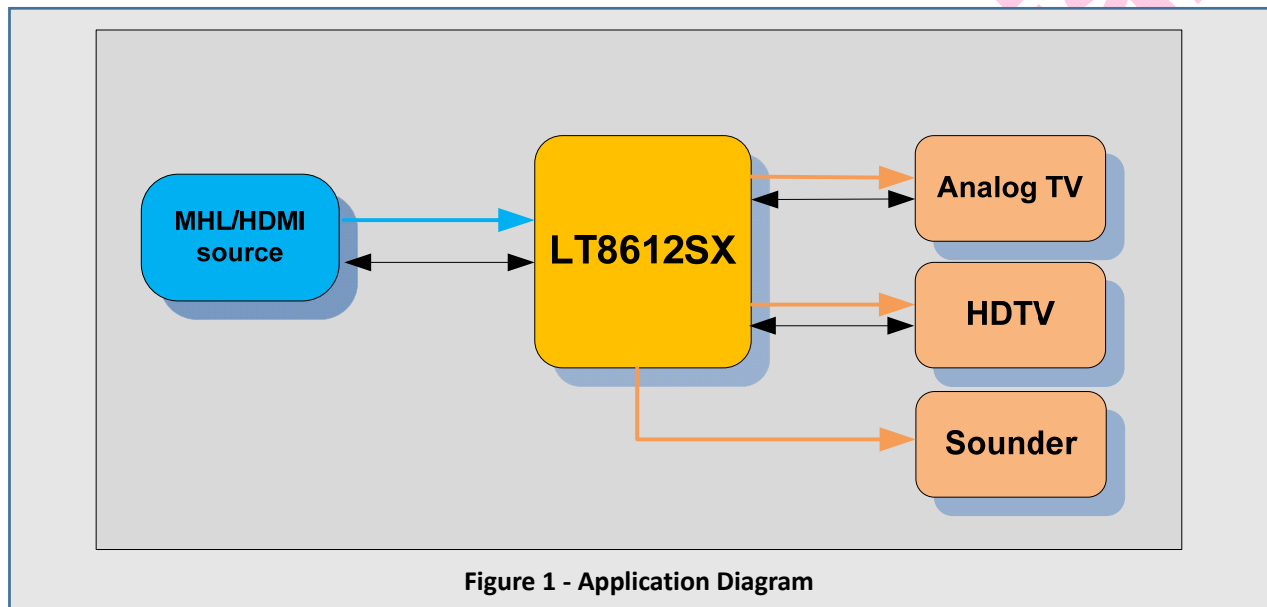 MHL/HDMI
source
LT8612SX
Analog TV
HDTV
Sounder
Figure 1 - Application Diagram